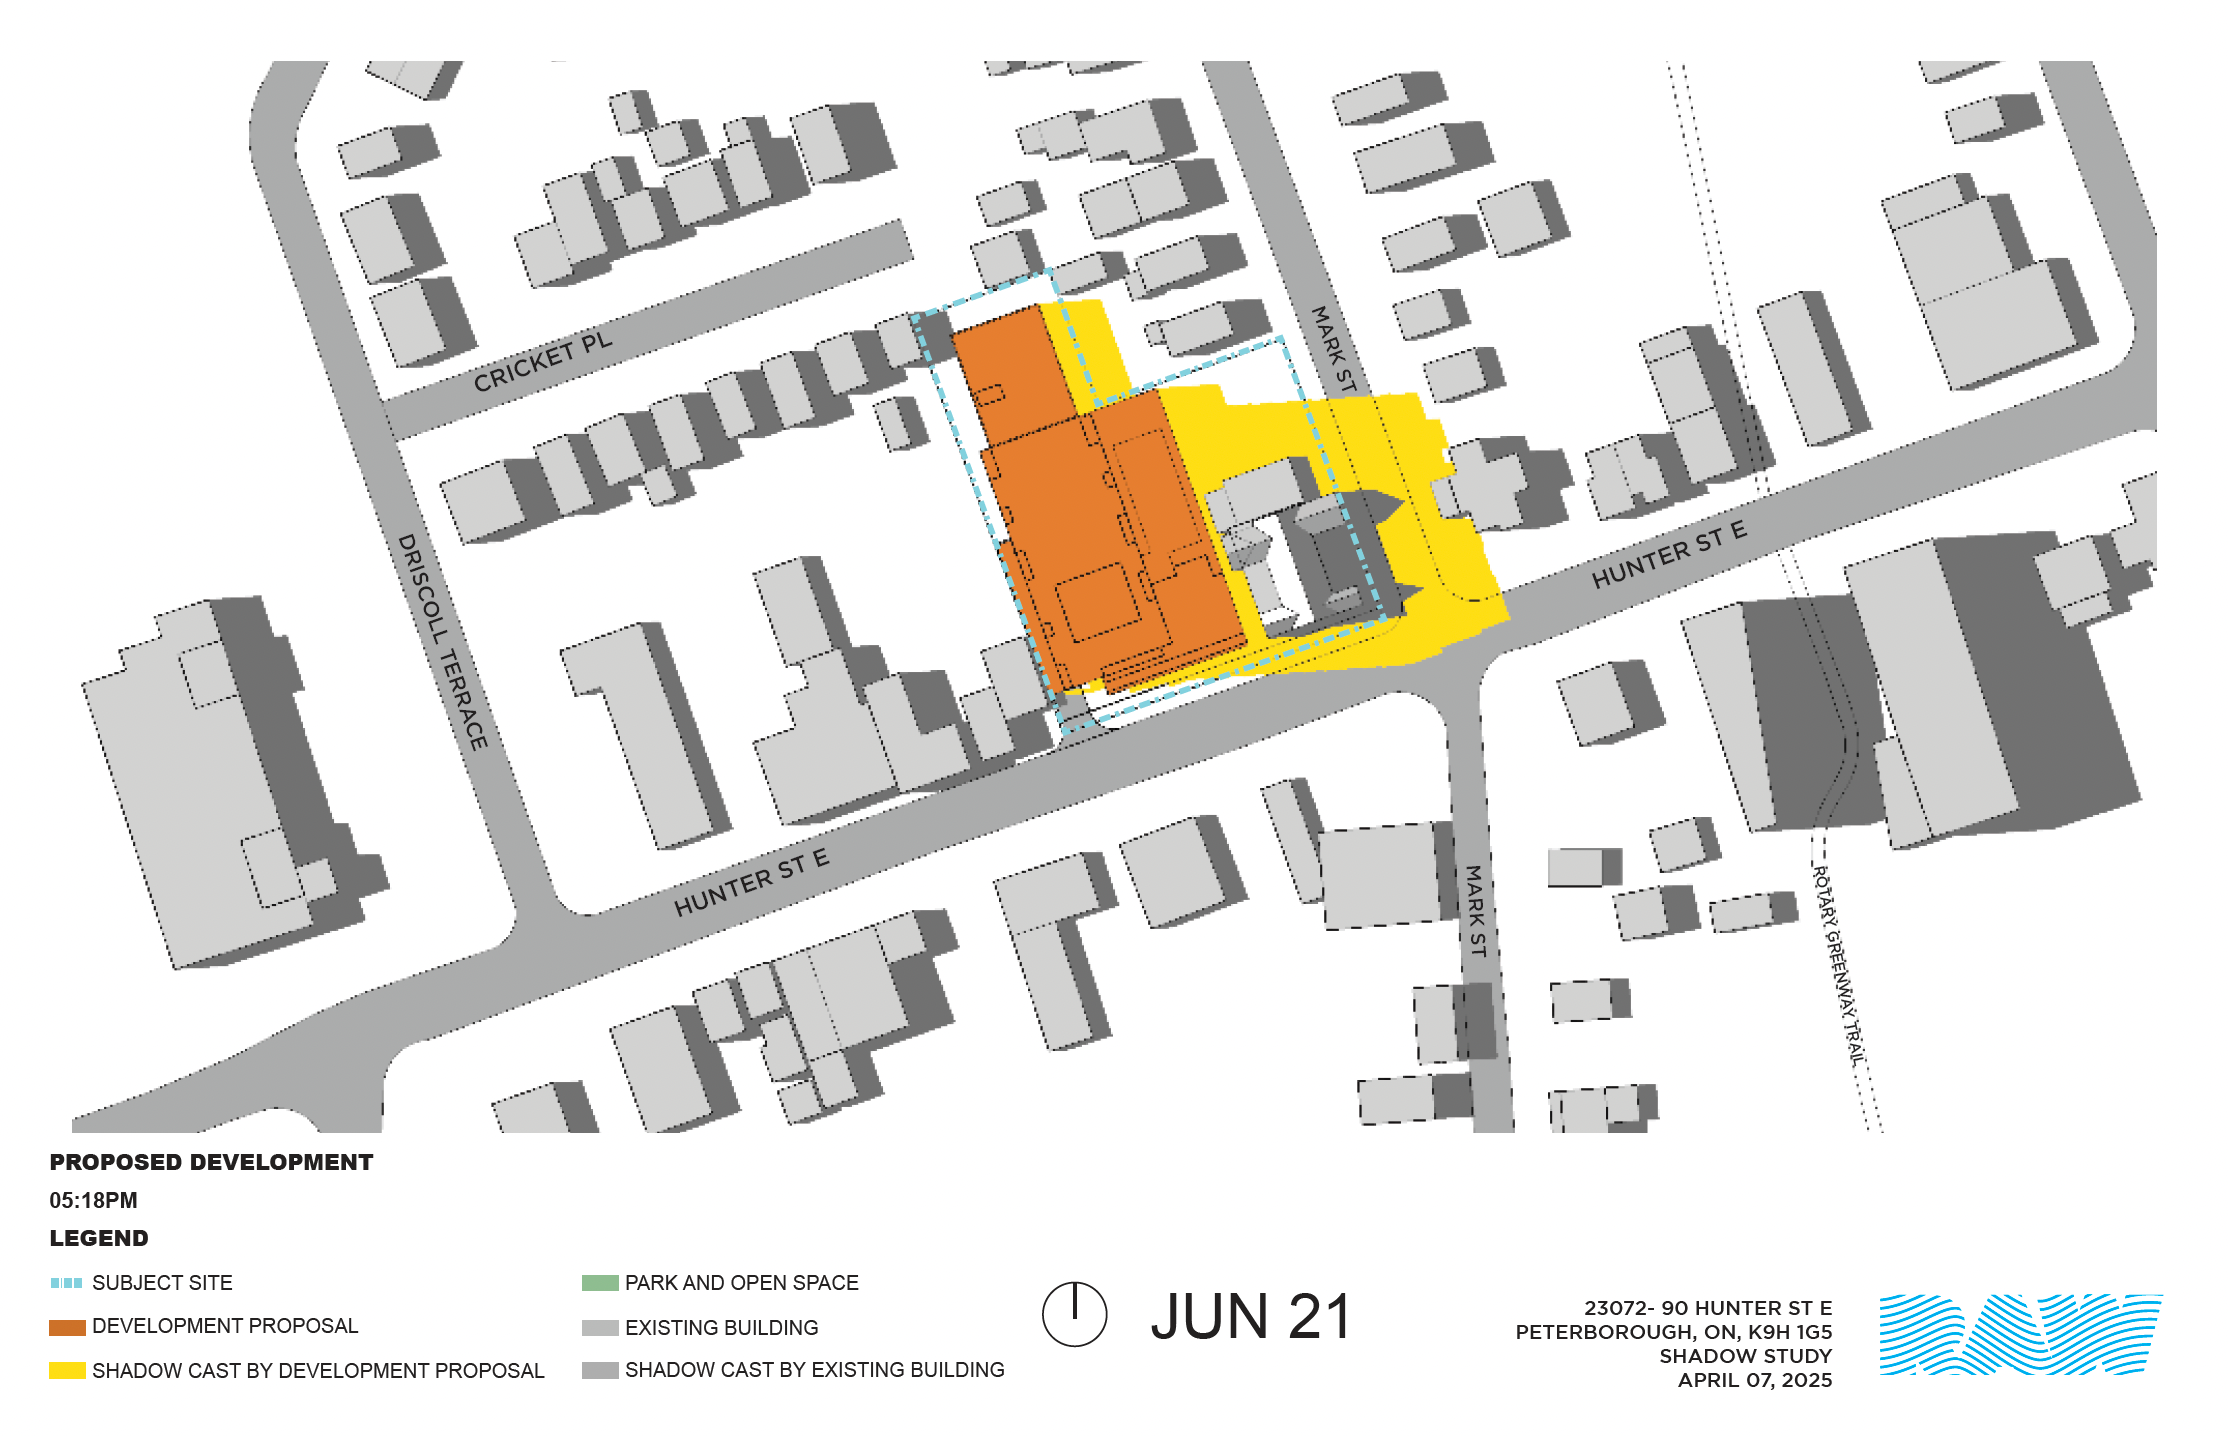 MARK ST
CRICKET PL
DRISCOLL TERRACE
HUNTER ST E
HUNTER ST E
MARK ST
ROTARY GREENWAY TRAIL
PROPOSED DEVELOPMENT
05:18PM
LEGEND
SUBJECT SITE
DEVELOPMENT PROPOSAL
SHADOW CAST BY DEVELOPMENT PROPOSAL
PARK AND OPEN SPACE
EXISTING BUILDING
SHADOW CAST BY EXISTING BUILDING
JUN 21
23072- 90 HUNTER ST E
PETERBOROUGH, ON, K9H 1G5
SHADOW STUDY
APRIL 07, 2025